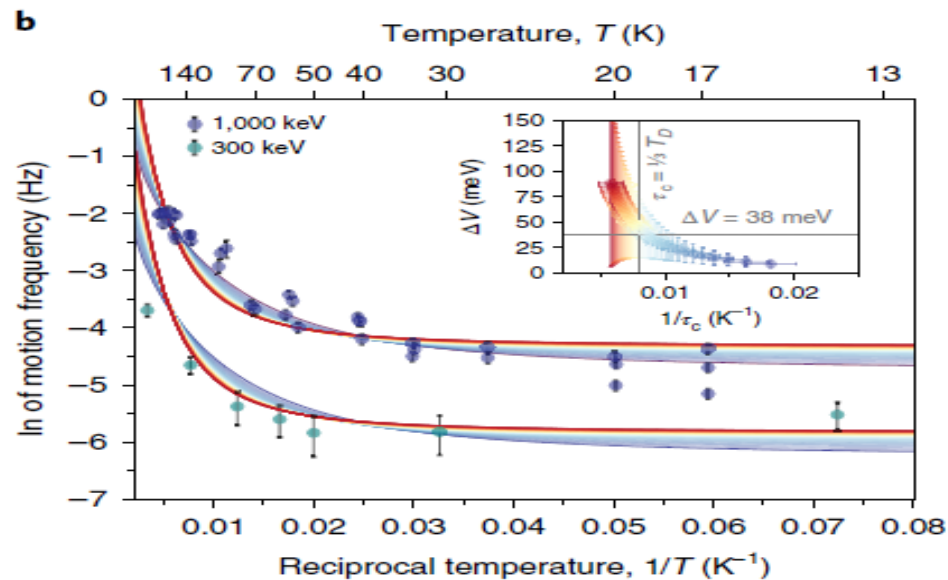 b
Temperature, T (K)
140 70 50 40 30 20 17 13
0
−1
−2
−3
−4
−5
−6
−7
ln of motion frequency (Hz)
1,000 keV
300 keV
150
125
100
75
50
25
0
ΔV (meV)
τc = ⅓ TD
ΔV = 38 meV
0.01 0.02
1/τc (K−1)
0.01 0.02 0.03 0.04 0.05 0.06 0.07 0.08
Reciprocal temperature, 1/T (K−1)